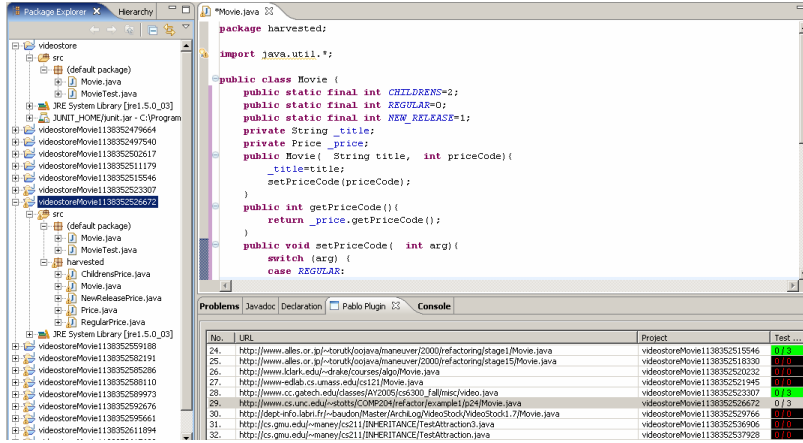 Package Explorer Hierarchy
videostore
src
(default package)
Movie.java
MovieTest.java
JRE System Library [jre1.5.0_03]
JUNIT_HOME/junit.jar - C:\Program
videostoreMovie1138352479664
videostoreMovie1138352497540
videostoreMovie1138352502617
videostoreMovie1138352511179
videostoreMovie1138352515546
videostoreMovie1138352523307
videostoreMovie1138352526672
src
(default package)
Movie.java
MovieTest.java
harvested
ChildrensPrice.java
Movie.java
NewReleasePrice.java
Price.java
RegularPrice.java
JRE System Library [jre1.5.0_03]
videostoreMovie1138352559188
videostoreMovie1138352582191
videostoreMovie1138352585286
videostoreMovie1138352588110
videostoreMovie1138352589973
videostoreMovie1138352592676
videostoreMovie1138352595661
videostoreMovie1138352611894
*Movie.java
package harvested;
import java.util.*;
public class Movie {
public static final int CHILDRENS=2;
public static final int REGULAR=0;
public static final int NEW_RELEASE=1;
private String _title;
private Price _price;
public Movie( String title, int priceCode){
_title=title;
setPriceCode(priceCode);
}
public int getPriceCode(){
return _price.getPriceCode();
}
public void setPriceCode( int arg){
switch (arg) {
case REGULAR:
Problems Javadoc Declaration Pablo Plugin Console
No. URL Project Test ...
24. http://www.alles.or.jp/~torutk/oojava/maneuver/2000/refactoring/stage1/Movie.java videostoreMovie1138352515546 0 / 3
25. http://www.alles.or.jp/~torutk/oojava/maneuver/2000/refactoring/stage15/Movie.java videostoreMovie1138352518330 0 / 0
26. http://www.lclark.edu/~drake/courses/algo/Movie.java videostoreMovie1138352520232 0 / 0
27. http://www-edlab.cs.umass.edu/cs121/Movie.java videostoreMovie1138352521945 0 / 0
28. http://www.cc.gatech.edu/classes/AY2005/cs6300_fall/misc/video.java videostoreMovie1138352523307 0 / 3
29. http://www.cs.unc.edu/~stotts/COMP204/refactor/example1/p24/Movie.java videostoreMovie1138352526672 0 / 3
30. http://dept-info.labri.fr/~baudon/Master/ArchiLog/VideoStock/VideoStock1.7/Movie.java videostoreMovie1138352529766 0 / 0
31. http://cs.gmu.edu/~maney/cs211/INHERITANCE/TestAttraction3.java videostoreMovie1138352536906 0 / 0
32. http://cs.gmu.edu/~maney/cs211/INHERITANCE/TestAttraction.java videostoreMovie1138352537928 0 / 0